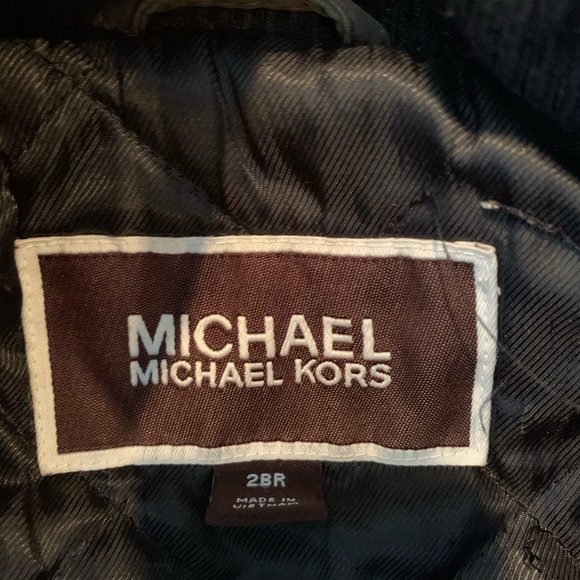 MICHAEL
MICHAEL KORS
2BR
MADE IN
VIETNAM